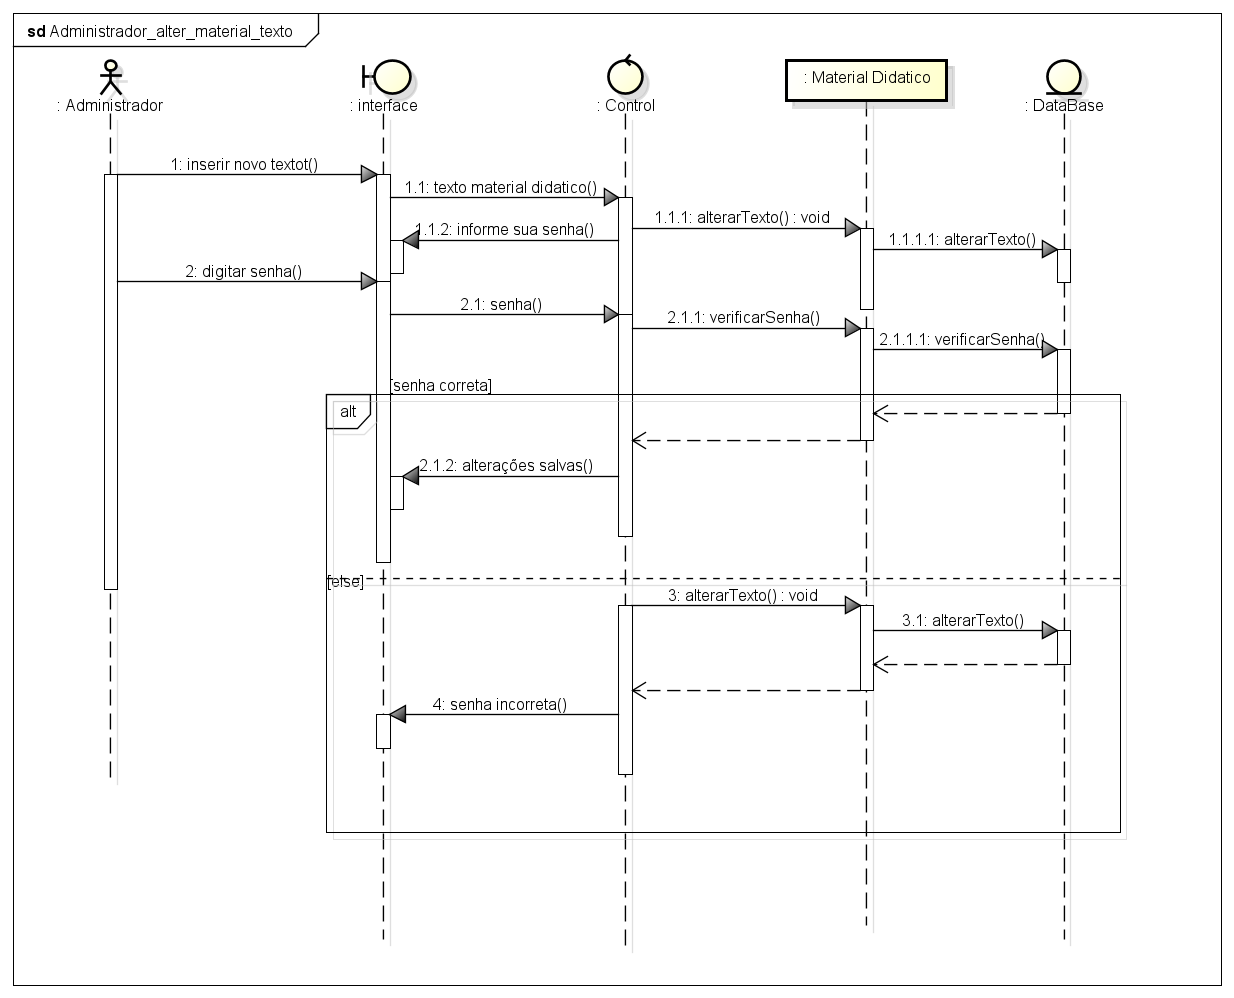 sd Administrador_alter_material_texto
: Administrador
: interface
: Control
: Material Didatico
: DataBase
1: inserir novo textot()
1.1: texto material didatico()
1.1.1: alterarTexto() : void
1.1.2: informe sua senha()
1.1.1.1: alterarTexto()
2: digitar senha()
2.1: senha()
2.1.1: verificarSenha()
2.1.1.1: verificarSenha()
[senha correta]
alt
2.1.2: alterações salvas()
[else]
3: alterarTexto() : void
3.1: alterarTexto()
4: senha incorreta()